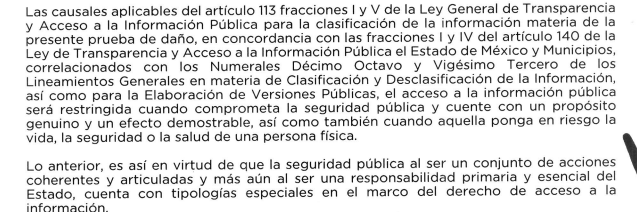 Las causales aplicables del artículo 113 fracciones I y V de la Ley General de Transparencia
y Acceso a la Información Pública para la clasificación de la información materia de la
presente prueba de daño, en concordancia con las fracciones I y IV del artículo 140 de la
Ley de Transparencia y Acceso a la Información Pública el Estado de México y Municipios,
correlacionados con los Numerales Décimo Octavo y Vigésimo Tercero de los
Lineamientos Generales en materia de Clasificación y Desclasificación de la Información,
así como para la Elaboración de Versiones Públicas, el acceso a la información pública
será restringida cuando comprometa la seguridad pública y cuente con un propósito
genuino y un efecto demostrable, así como también cuando aquella ponga en riesgo la
vida, la seguridad o la salud de una persona física.
Lo anterior, es así en virtud de que la seguridad pública al ser un conjunto de acciones
coherentes y articuladas y más aún al ser una responsabilidad primaria y esencial del
Estado, cuenta con tipologías especiales en el marco del derecho de acceso a la
información.